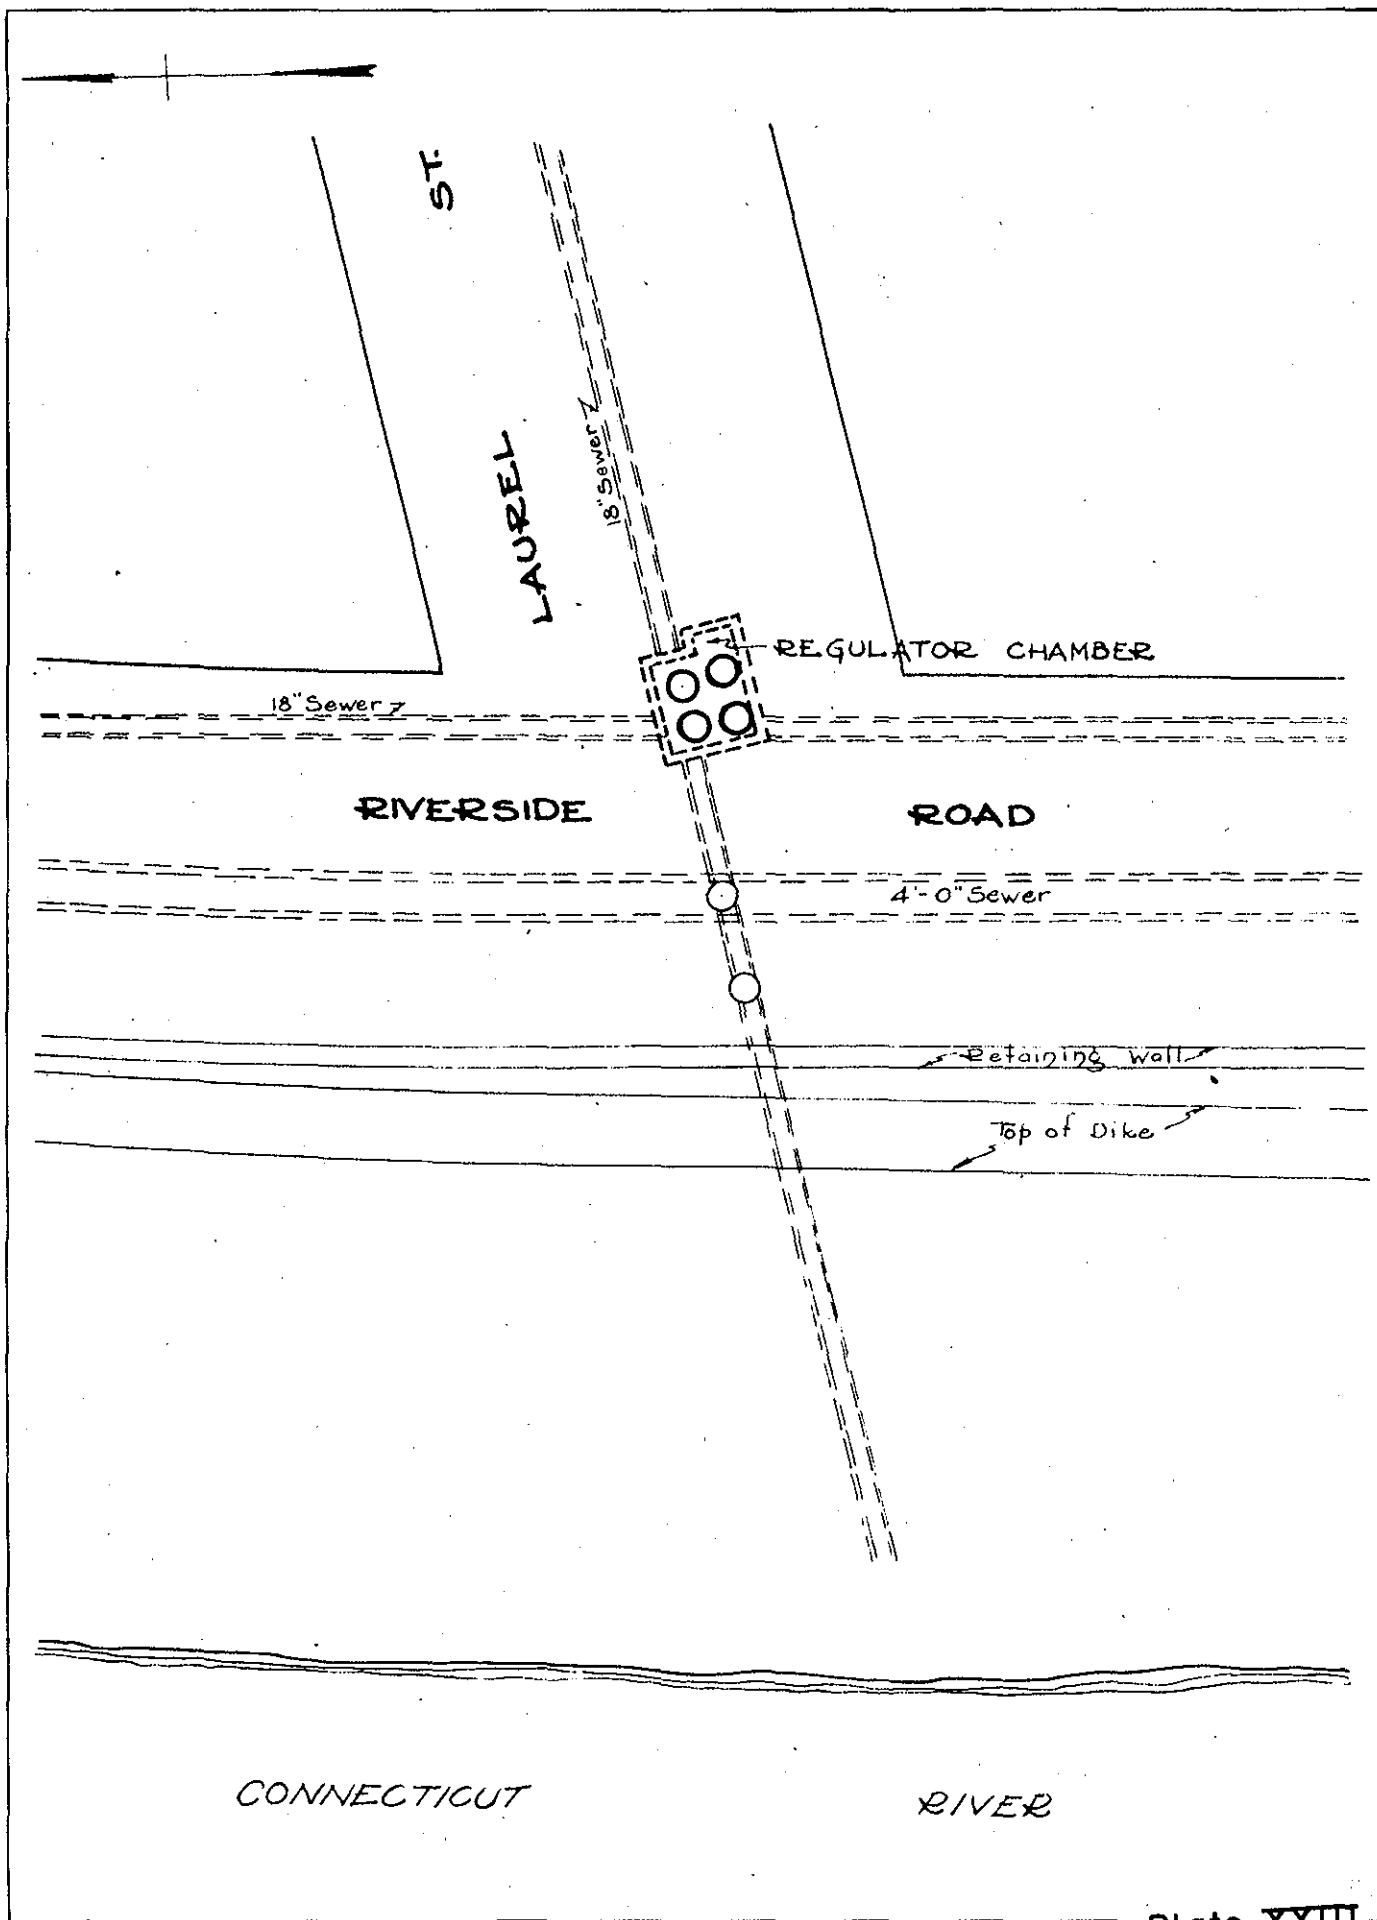 ST.
LAUREL
18" Sewer
REGULATOR CHAMBER
18" Sewer
RIVERSIDE ROAD
4'-0" Sewer
Retaining Wall
Top of Dike
CONNECTICUT RIVER
Plate XVIII